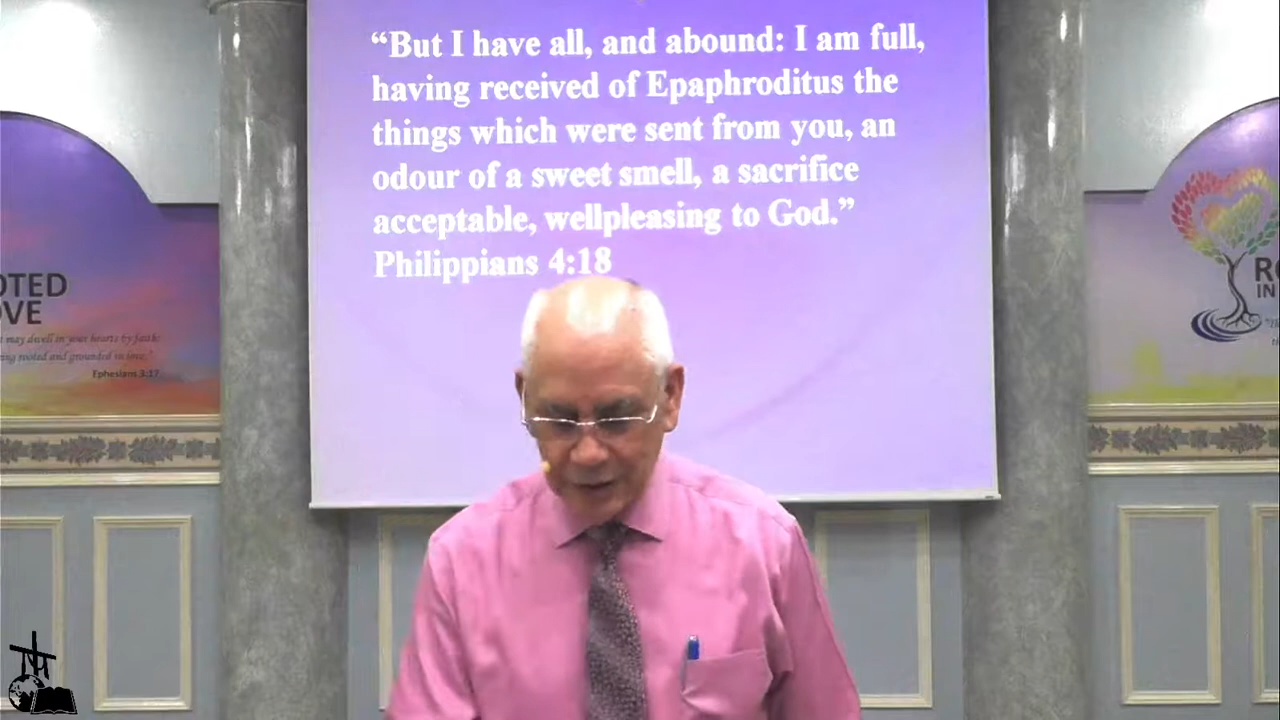 “But I have all, and abound: I am full,
having received of Epaphroditus the
things which were sent from you, an
odour of a sweet smell, a sacrifice
acceptable, wellpleasing to God.”
Philippians 4:18
OTED
OVE
may dwell in your hearts by faith:
ing rooted and grounded in love."
Ephesians 3:17
RO
IN